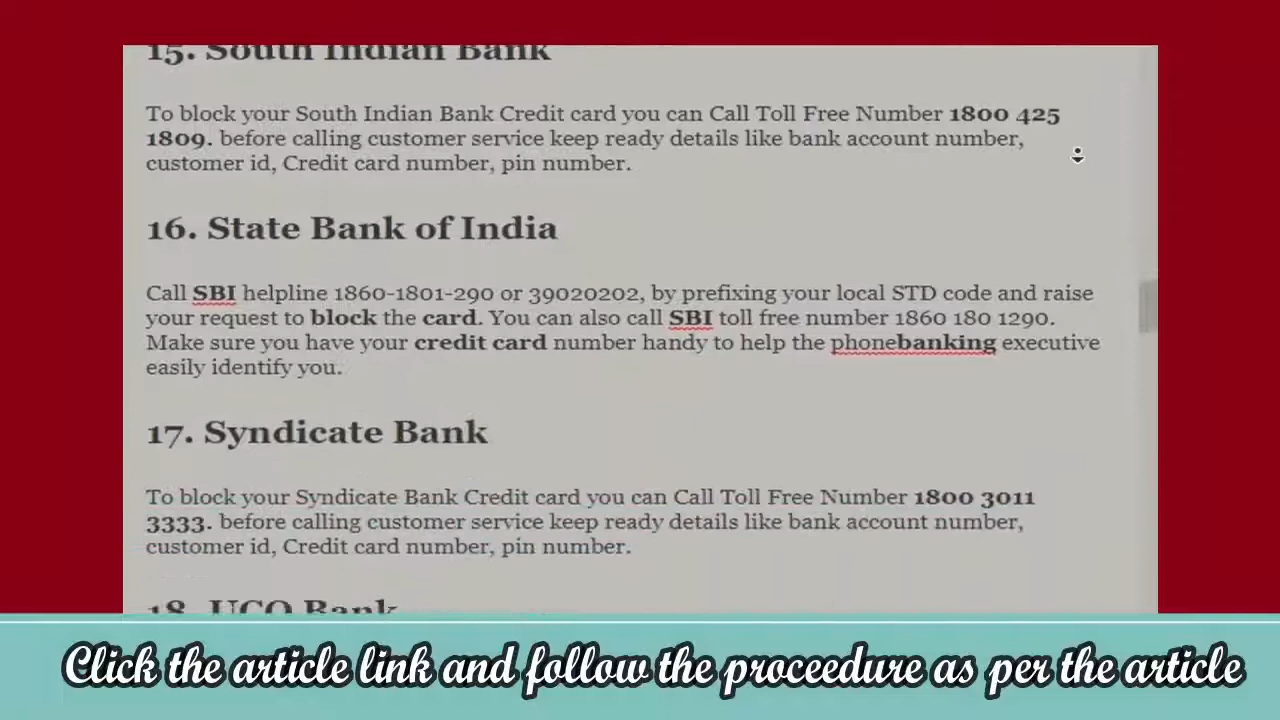 15. South Indian Bank
To block your South Indian Bank Credit card you can Call Toll Free Number 1800 425
1809. before calling customer service keep ready details like bank account number,
customer id, Credit card number, pin number.
16. State Bank of India
Call SBI helpline 1860-1801-290 or 39020202, by prefixing your local STD code and raise
your request to block the card. You can also call SBI toll free number 1860 180 1290.
Make sure you have your credit card number handy to help the phonebanking executive
easily identify you.
17. Syndicate Bank
To block your Syndicate Bank Credit card you can Call Toll Free Number 1800 3011
3333. before calling customer service keep ready details like bank account number,
customer id, Credit card number, pin number.
18. UCO Bank
Click the article link and follow the proceedure as per the article